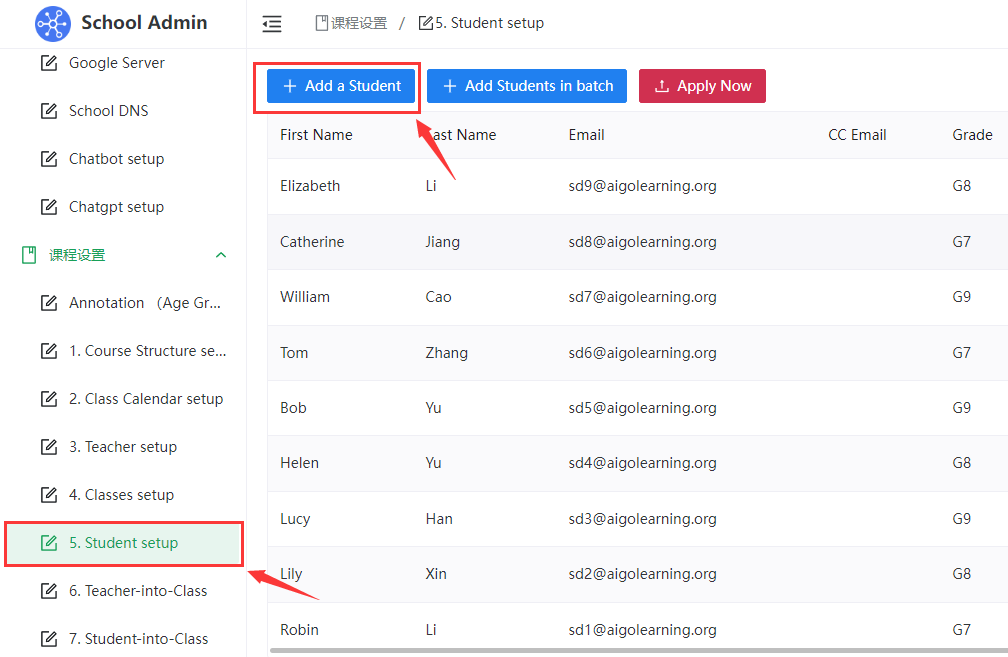 School Admin
课程设置 / 5. Student setup
Google Server
School DNS
Chatbot setup
Chatgpt setup
课程设置
Annotation （Age Gr...
1. Course Structure se...
2. Class Calendar setup
3. Teacher setup
4. Classes setup
5. Student setup
6. Teacher-into-Class
7. Student-into-Class
+ Add a Student + Add Students in batch Apply Now
First Name Last Name Email CC Email Grade
Elizabeth Li sd9@aigolearning.org G8
Catherine Jiang sd8@aigolearning.org G7
William Cao sd7@aigolearning.org G9
Tom Zhang sd6@aigolearning.org G7
Bob Yu sd5@aigolearning.org G9
Helen Yu sd4@aigolearning.org G8
Lucy Han sd3@aigolearning.org G9
Lily Xin sd2@aigolearning.org G8
Robin Li sd1@aigolearning.org G7